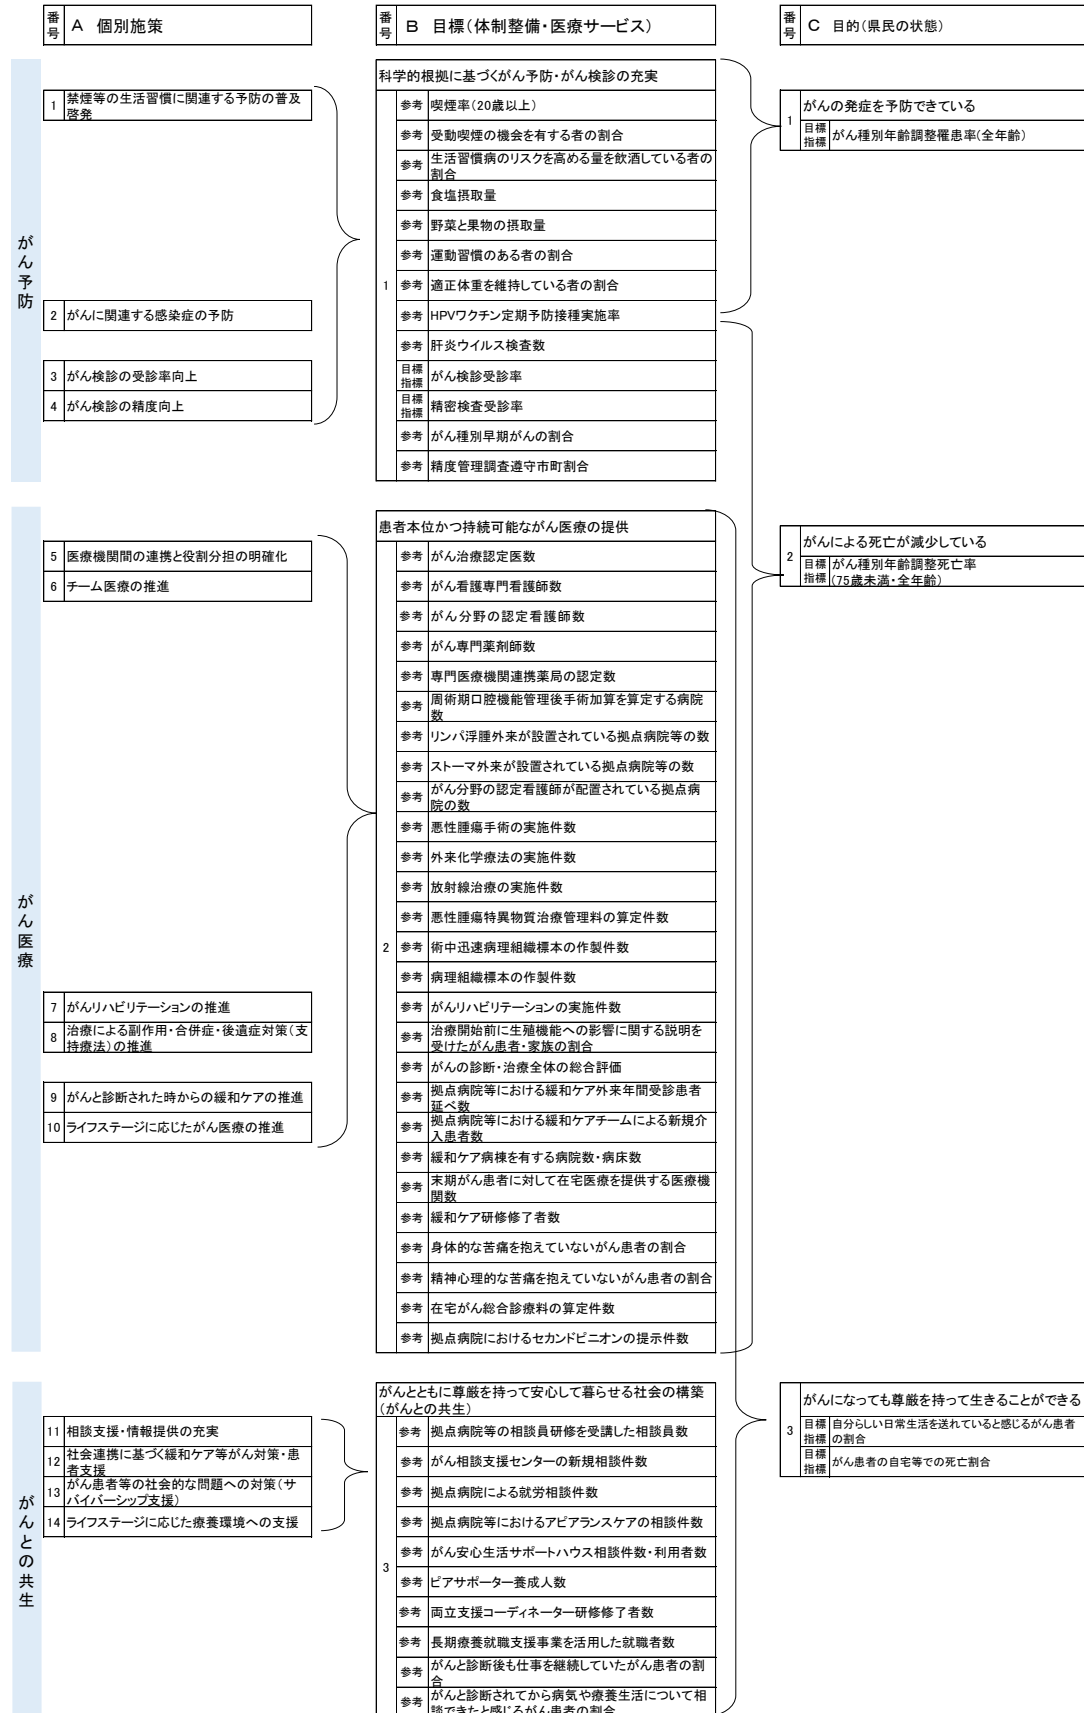 番号 A 個別施策
番号 B 目標(体制整備・医療サービス)
番号 C 目的(県民の状態)
がん予防
1 禁煙等の生活習慣に関連する予防の普及
啓発
2 がんに関連する感染症の予防
3 がん検診の受診率向上
4 がん検診の精度向上
科学的根拠に基づくがん予防・がん検診の充実
1
参考 喫煙率(20歳以上)
参考 受動喫煙の機会を有する者の割合
参考 生活習慣病のリスクを高める量を飲酒している者の
割合
参考 食塩摂取量
参考 野菜と果物の摂取量
参考 運動習慣のある者の割合
参考 適正体重を維持している者の割合
参考 HPVワクチン定期予防接種実施率
参考 肝炎ウイルス検査数
目標指標 がん検診受診率
目標指標 精密検査受診率
参考 がん種別早期がんの割合
参考 精度管理調査遵守市町割合
1 がんの発症を予防できている
目標指標 がん種別年齢調整罹患率(全年齢)
がん医療
5 医療機関間の連携と役割分担の明確化
6 チーム医療の推進
7 がんリハビリテーションの推進
8 治療による副作用・合併症・後遺症対策(支
持療法)の推進
9 がんと診断された時からの緩和ケアの推進
10 ライフステージに応じたがん医療の推進
患者本位かつ持続可能ながん医療の提供
2
参考 がん治療認定医数
参考 がん看護専門看護師数
参考 がん分野の認定看護師数
参考 がん専門薬剤師数
参考 専門医療機関連携薬局の認定数
参考 周術期口腔機能管理後手術加算を算定する病院
数
参考 リンパ浮腫外来が設置されている拠点病院等の数
参考 ストーマ外来が設置されている拠点病院等の数
参考 がん分野の認定看護師が配置されている拠点病
院の数
参考 悪性腫瘍手術の実施件数
参考 外来化学療法の実施件数
参考 放射線治療の実施件数
参考 悪性腫瘍特異物質治療管理料の算定件数
参考 術中迅速病理組織標本の作製件数
参考 病理組織標本の作製件数
参考 がんリハビリテーションの実施件数
参考 治療開始前に生殖機能への影響に関する説明を
受けたがん患者・家族の割合
参考 がんの診断・治療全体の総合評価
参考 拠点病院等における緩和ケア外来年間受診患者
延べ数
参考 拠点病院等における緩和ケアチームによる新規介
入患者数
参考 緩和ケア病棟を有する病院数・病床数
参考 末期がん患者に対して在宅医療を提供する医療機
関数
参考 緩和ケア研修修了者数
参考 身体的な苦痛を抱えていないがん患者の割合
参考 精神心理的な苦痛を抱えていないがん患者の割合
参考 在宅がん総合診療料の算定件数
参考 拠点病院におけるセカンドピニオンの提示件数
2 がんによる死亡が減少している
目標指標 がん種別年齢調整死亡率
(75歳未満・全年齢)
がんとの共生
11 相談支援・情報提供の充実
12 社会連携に基づく緩和ケア等がん対策・患
者支援
13 がん患者等の社会的な問題への対策(サ
バイバーシップ支援)
14 ライフステージに応じた療養環境への支援
がんとともに尊厳を持って安心して暮らせる社会の構築
(がんとの共生)
3
参考 拠点病院等の相談員研修を受講した相談員数
参考 がん相談支援センターの新規相談件数
参考 拠点病院による就労相談件数
参考 拠点病院等におけるアピアランスケアの相談件数
参考 がん安心生活サポートハウス相談件数・利用者数
参考 ピアサポーター養成人数
参考 両立支援コーディネーター研修修了者数
参考 長期療養就職支援事業を活用した就職者数
参考 がんと診断後も仕事を継続していたがん患者の割
合
参考 がんと診断されてから病気や療養生活について相
談できたと感じるがん患者の割合
3 がんになっても尊厳を持って生きることができる
目標指標 自分らしい日常生活を送れていると感じるがん患者
の割合
目標指標 がん患者の自宅等での死亡割合